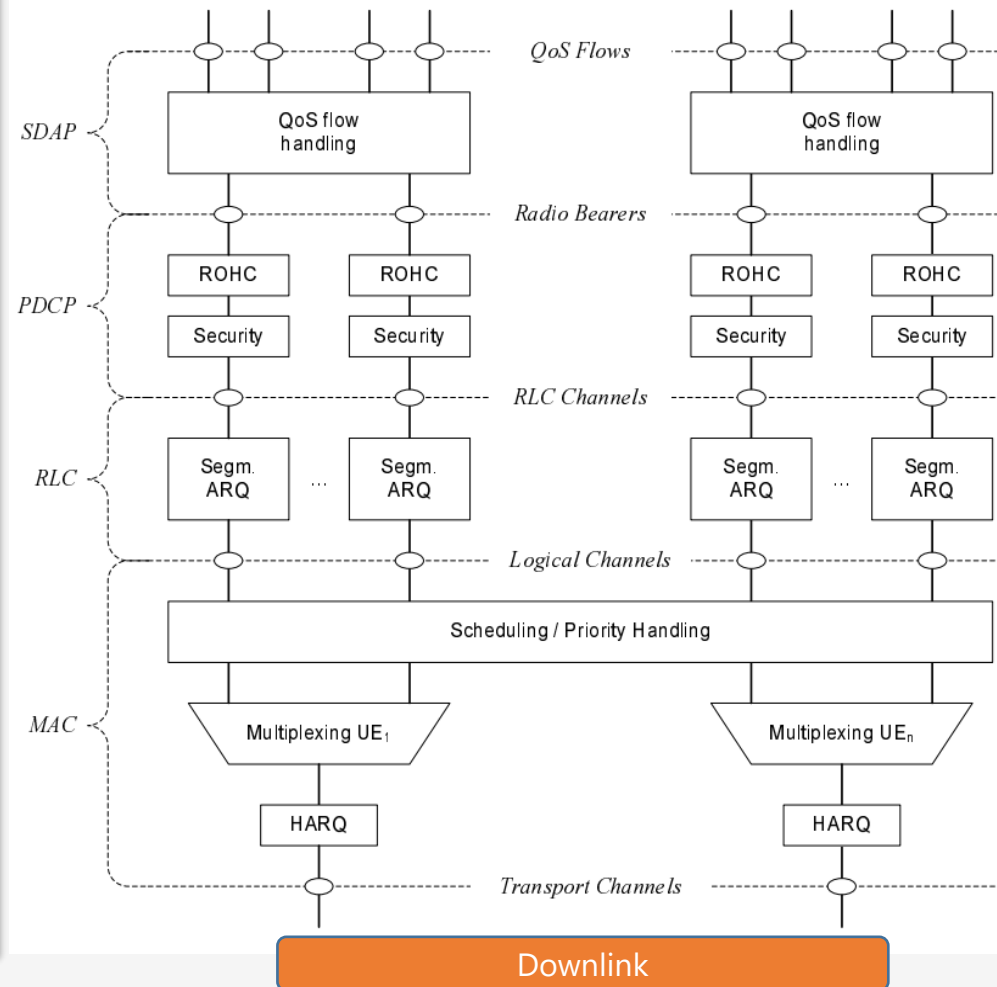 QoS Flows
SDAP
QoS flow
handling
QoS flow
handling
Radio Bearers
PDCP
ROHC
ROHC
ROHC
ROHC
Security
Security
Security
Security
RLC Channels
RLC
Segm.
ARQ
...
Segm.
ARQ
Segm.
ARQ
...
Segm.
ARQ
Logical Channels
Scheduling / Priority Handling
MAC
Multiplexing UE₁
Multiplexing UEₙ
HARQ
HARQ
Transport Channels
Downlink